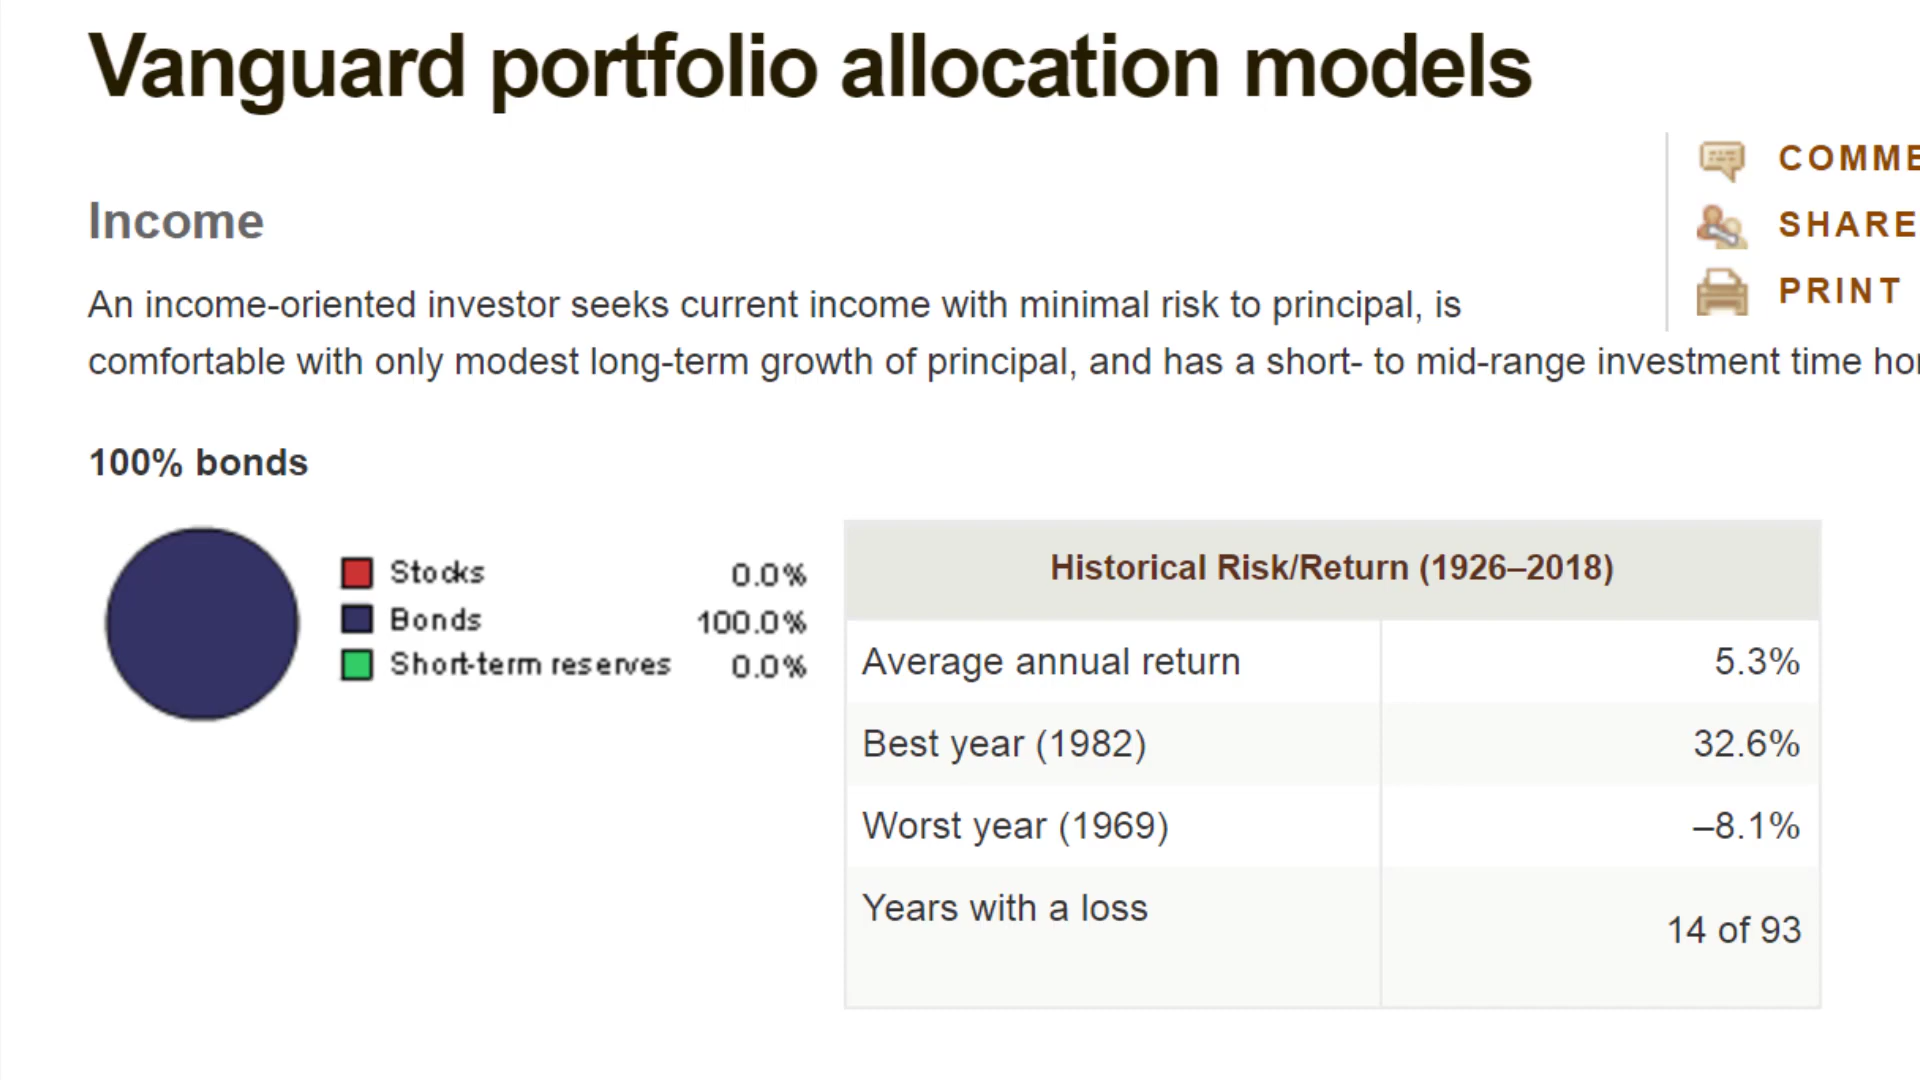 Vanguard portfolio allocation models
COMME
SHARE
PRINT
Income
An income-oriented investor seeks current income with minimal risk to principal, is
comfortable with only modest long-term growth of principal, and has a short- to mid-range investment time hor
100% bonds
Stocks 0.0%
Bonds 100.0%
Short-term reserves 0.0%
Historical Risk/Return (1926–2018)
Average annual return 5.3%
Best year (1982) 32.6%
Worst year (1969) –8.1%
Years with a loss 14 of 93